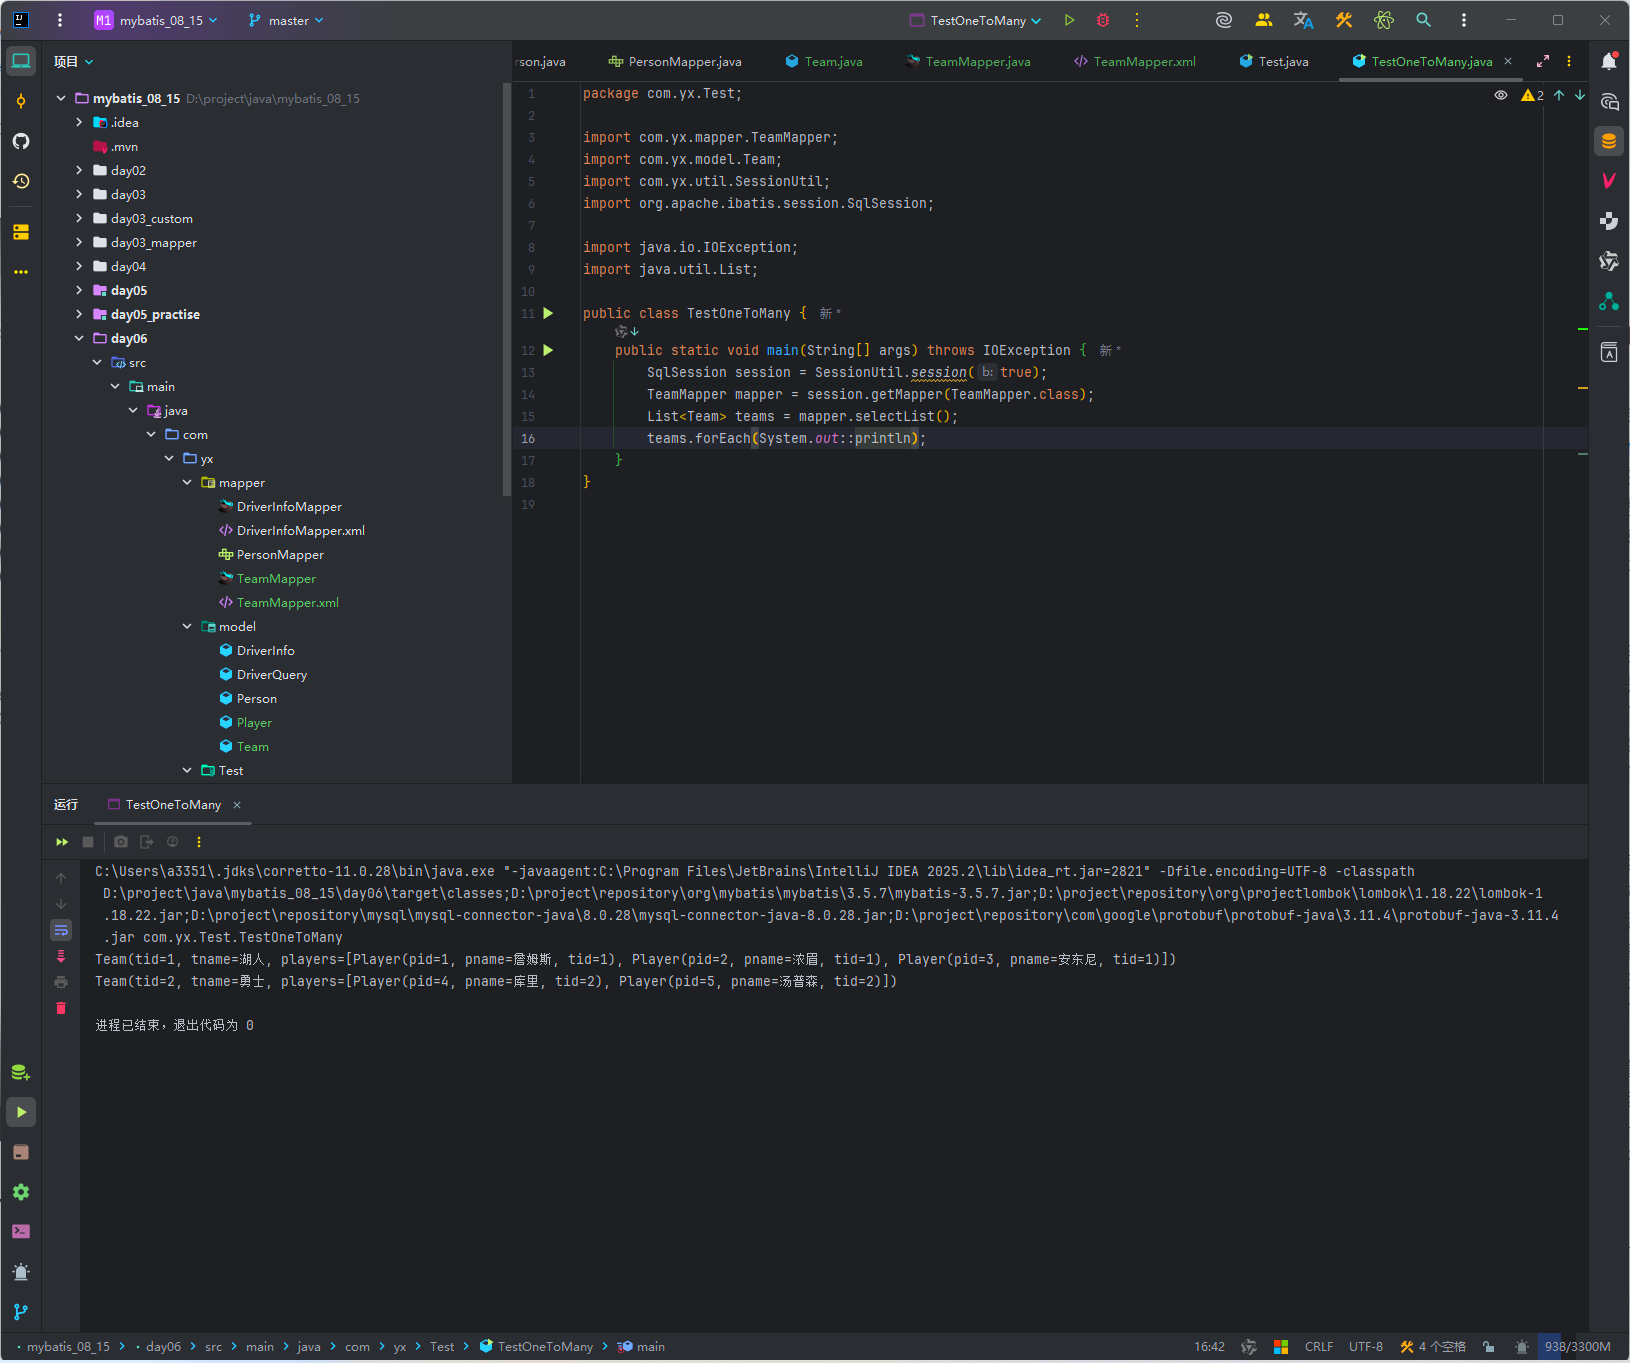 M1 mybatis_08_15 master TestOneToMany
项目
rson.java PersonMapper.java Team.java TeamMapper.java TeamMapper.xml Test.java TestOneToMany.java
mybatis_08_15 D:\project\java\mybatis_08_15
.idea
.mvn
day02
day03
day03_custom
day03_mapper
day04
day05
day05_practise
day06
src
main
java
com
yx
mapper
DriverInfoMapper
DriverInfoMapper.xml
PersonMapper
TeamMapper
TeamMapper.xml
model
DriverInfo
DriverQuery
Person
Player
Team
Test
2
1 package com.yx.Test;
2
3 import com.yx.mapper.TeamMapper;
4 import com.yx.model.Team;
5 import com.yx.util.SessionUtil;
6 import org.apache.ibatis.session.SqlSession;
7
8 import java.io.IOException;
9 import java.util.List;
10
11 public class TestOneToMany { 新 *
12 public static void main(String[] args) throws IOException { 新 *
13 SqlSession session = SessionUtil.session( b: true);
14 TeamMapper mapper = session.getMapper(TeamMapper.class);
15 List<Team> teams = mapper.selectList();
16 teams.forEach(System.out::println);
17 }
18 }
19
运行 TestOneToMany
C:\Users\a3351\.jdks\corretto-11.0.28\bin\java.exe "-javaagent:C:\Program Files\JetBrains\IntelliJ IDEA 2025.2\lib\idea_rt.jar=2821" -Dfile.encoding=UTF-8 -classpath
D:\project\java\mybatis_08_15\day06\target\classes;D:\project\repository\org\mybatis\mybatis\3.5.7\mybatis-3.5.7.jar;D:\project\repository\org\projectlombok\lombok\1.18.22\lombok-1
.18.22.jar;D:\project\repository\mysql\mysql-connector-java\8.0.28\mysql-connector-java-8.0.28.jar;D:\project\repository\com\google\protobuf\protobuf-java\3.11.4\protobuf-java-3.11.4
.jar com.yx.Test.TestOneToMany
Team(tid=1, tname=湖人, players=[Player(pid=1, pname=詹姆斯, tid=1), Player(pid=2, pname=浓眉, tid=1), Player(pid=3, pname=安东尼, tid=1)])
Team(tid=2, tname=勇士, players=[Player(pid=4, pname=库里, tid=2), Player(pid=5, pname=汤普森, tid=2)])
进程已结束，退出代码为 0
mybatis_08_15 day06 src main java com yx Test TestOneToMany main 16:42 CRLF UTF-8 4 个空格 938/3300M